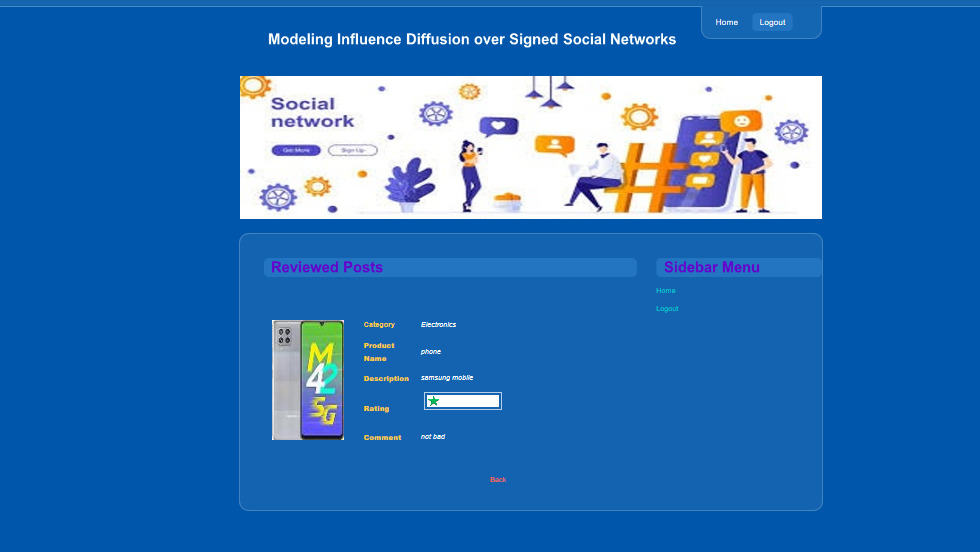 Home Logout
Modeling Influence Diffusion over Signed Social Networks
Social
network
Get More Sign Up
Reviewed Posts
Sidebar Menu
Home
Logout
Category Electronics
Product
Name phone
Description samsung mobile
Rating
Comment not bad
M
42
5G
Back